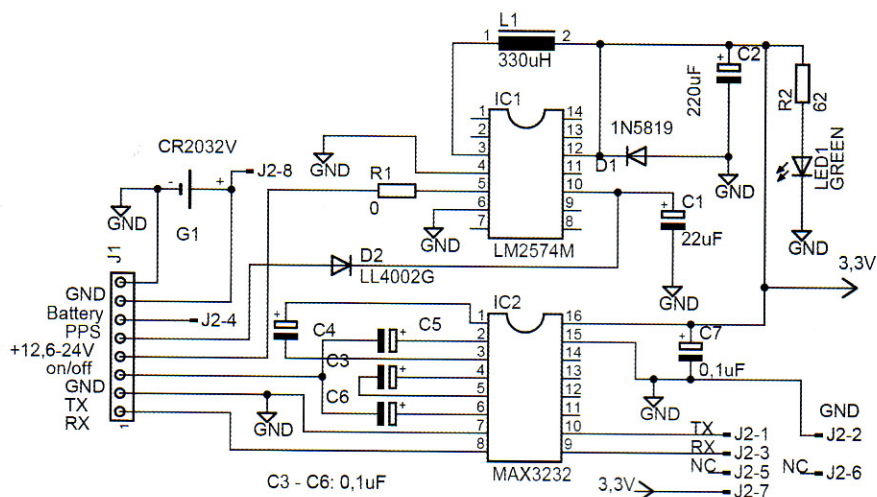 L1
1 2
330uH
IC1
1 14
2 13
3 12
4 11
5 10
6 9
7 8
LM2574M
+ C2
220uF
R2
62
1N5819
D1
GND
LED1
GREEN
GND
CR2032V
J2-8
- +
GND
G1
GND
R1
0
GND
+ C1
22uF
GND
3,3V
D2
LL4002G
J1
GND
Battery
PPS
J2-4
+12,6-24V
on/off
GND
TX
RX
1
IC2
1 16
2 15
3 14
4 13
5 12
6 11
7 10
8 9
MAX3232
+ C4
C5 +
C3 +
C6 +
GND
+ C7
0,1uF
GND
GND
TX J2-1
J2-2
RX J2-3
NC J2-5
NC J2-6
3,3V J2-7
C3 - C6: 0,1uF